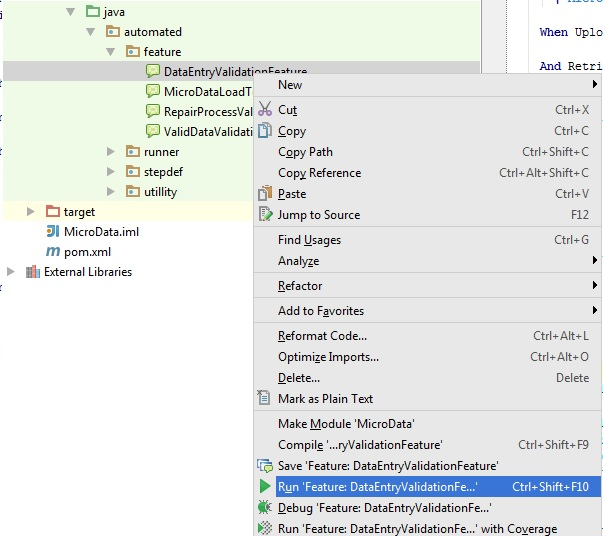 java
automated
feature
DataEntryValidationFeature
MicroDataLoadT
RepairProcessVal
ValidDataValidati
runner
stepdef
utillity
target
MicroData.iml
pom.xml
External Libraries
When Uplo
And Retri
New
Cut Ctrl+X
Copy Ctrl+C
Copy Path Ctrl+Shift+C
Copy Reference Ctrl+Alt+Shift+C
Paste Ctrl+V
Jump to Source F12
Find Usages Ctrl+G
Analyze
Refactor
Add to Favorites
Reformat Code... Ctrl+Alt+L
Optimize Imports... Ctrl+Alt+O
Delete... Delete
Mark as Plain Text
Make Module 'MicroData'
Compile '...ryValidationFeature' Ctrl+Shift+F9
Save 'Feature: DataEntryValidationFeature'
Run 'Feature: DataEntryValidationFe...' Ctrl+Shift+F10
Debug 'Feature: DataEntryValidationFe...'
Run 'Feature: DataEntryValidationFe...' with Coverage